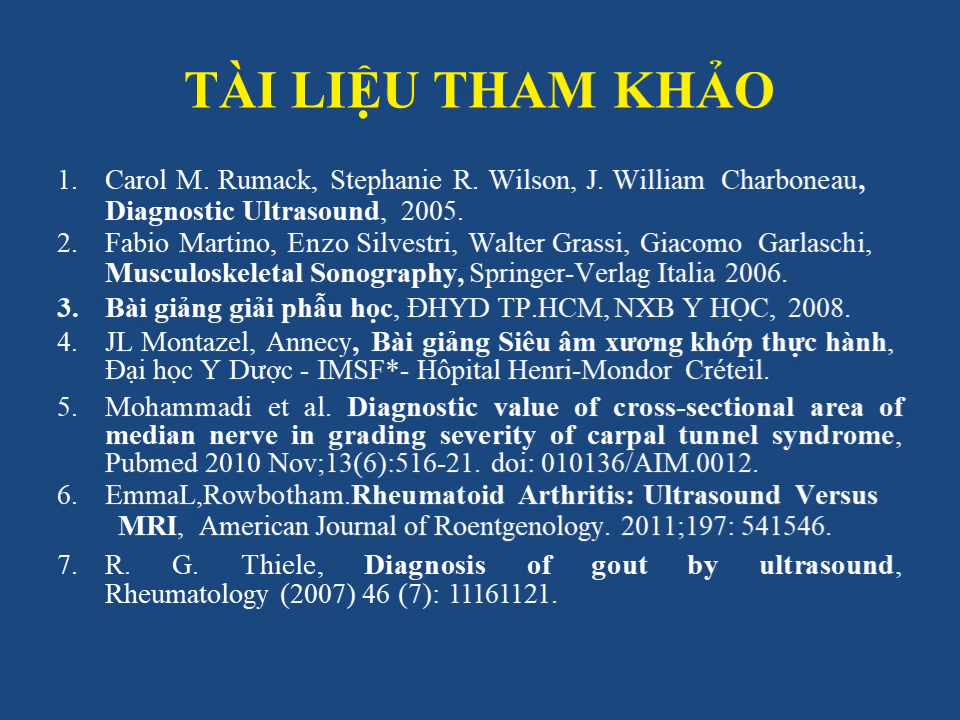 TÀI LIỆU THAM KHẢO
1. Carol M. Rumack, Stephanie R. Wilson, J. William Charboneau,
Diagnostic Ultrasound, 2005.
2. Fabio Martino, Enzo Silvestri, Walter Grassi, Giacomo Garlaschi,
Musculoskeletal Sonography, Springer-Verlag Italia 2006.
3. Bài giảng giải phẫu học, ĐHYD TP.HCM, NXB Y HỌC, 2008.
4. JL Montazel, Annecy, Bài giảng Siêu âm xương khớp thực hành,
Đại học Y Dược - IMSF*- Hôpital Henri-Mondor Créteil.
5. Mohammadi et al. Diagnostic value of cross-sectional area of
median nerve in grading severity of carpal tunnel syndrome,
Pubmed 2010 Nov;13(6):516-21. doi: 010136/AIM.0012.
6. EmmaL,Rowbotham.Rheumatoid Arthritis: Ultrasound Versus
MRI, American Journal of Roentgenology. 2011;197: 541546.
7. R. G. Thiele, Diagnosis of gout by ultrasound,
Rheumatology (2007) 46 (7): 11161121.